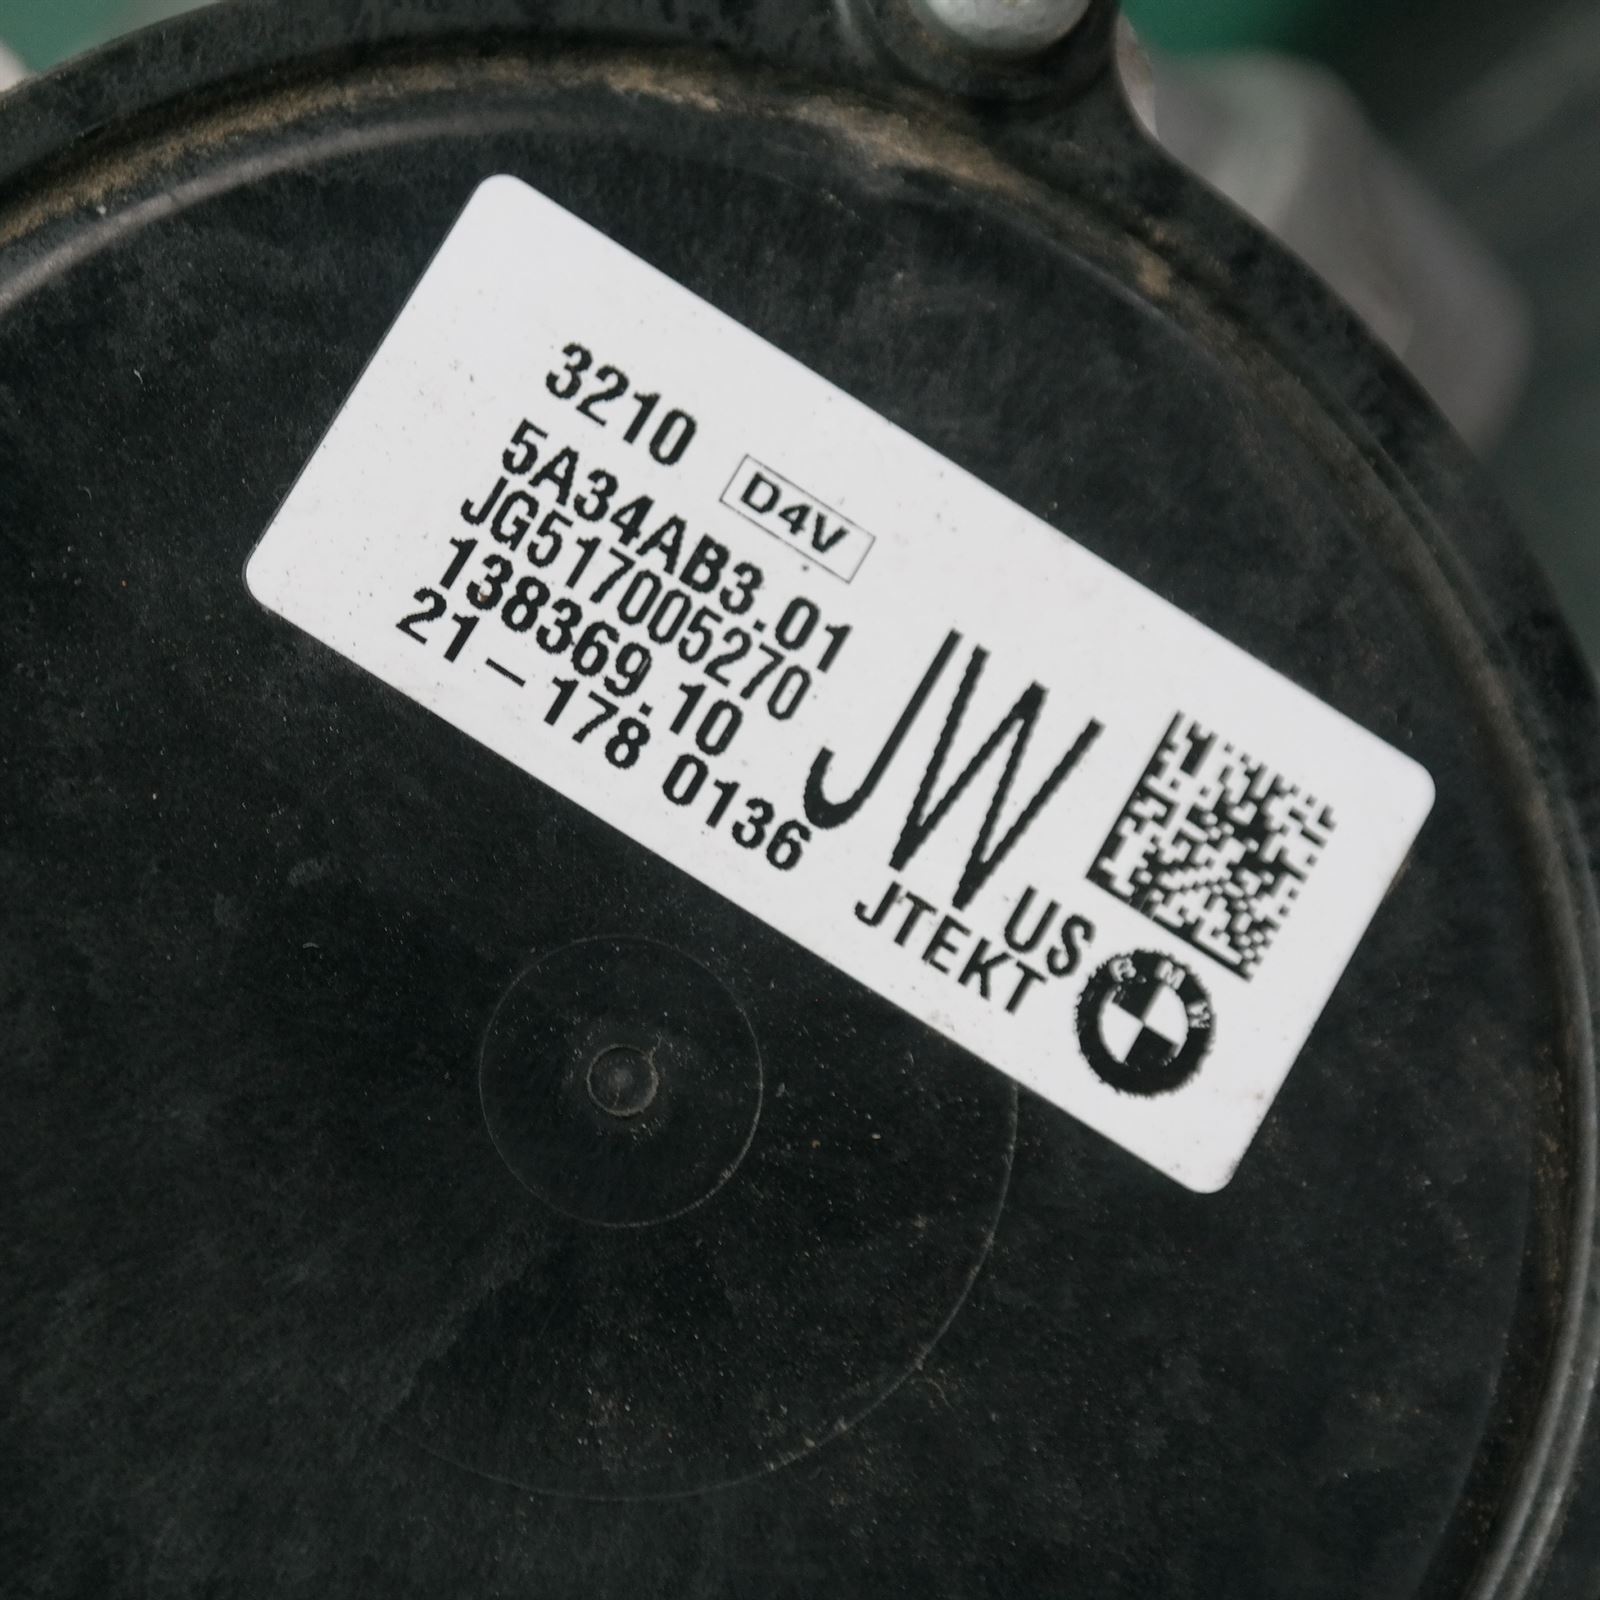 3210
D4V
5A34AB3.01
JG517005270
138369.10
21-178 0136
JW
US
JTEKT
BMW